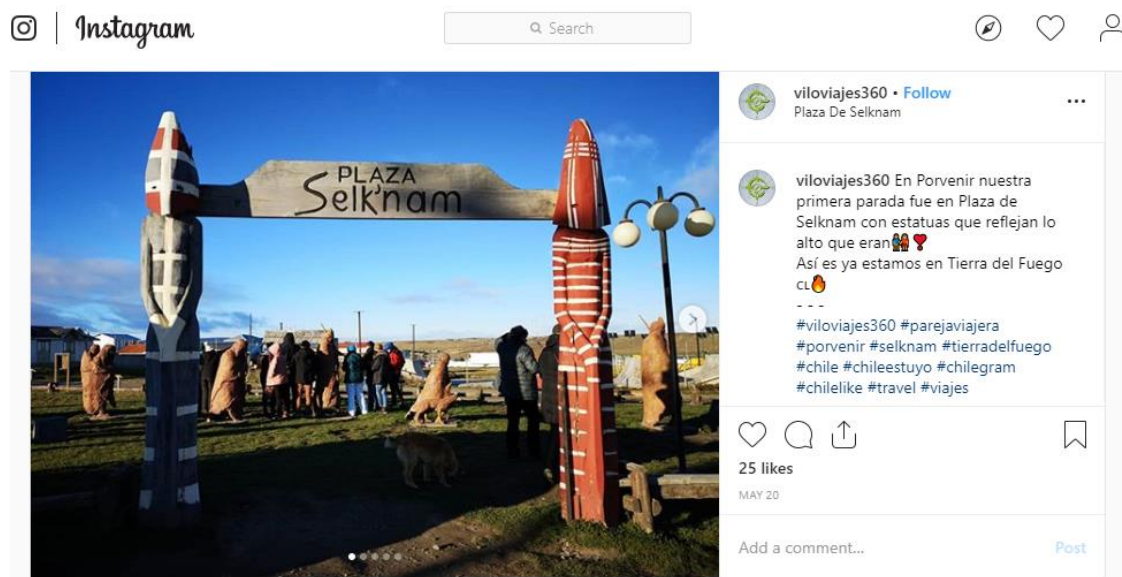 Instagram
Search
PLAZA
Selk'nam
viloviajes360 • Follow
Plaza De Selknam
viloviajes360 En Porvenir nuestra
primera parada fue en Plaza de
Selknam con estatuas que reflejan lo
alto que eran👫❣
Así es ya estamos en Tierra del Fuego
CL🔥
- - -
#viloviajes360 #parejaviajera
#porvenir #selknam #tierradelfuego
#chile #chileestuyo #chilegram
#chilelike #travel #viajes
25 likes
MAY 20
Add a comment...
Post